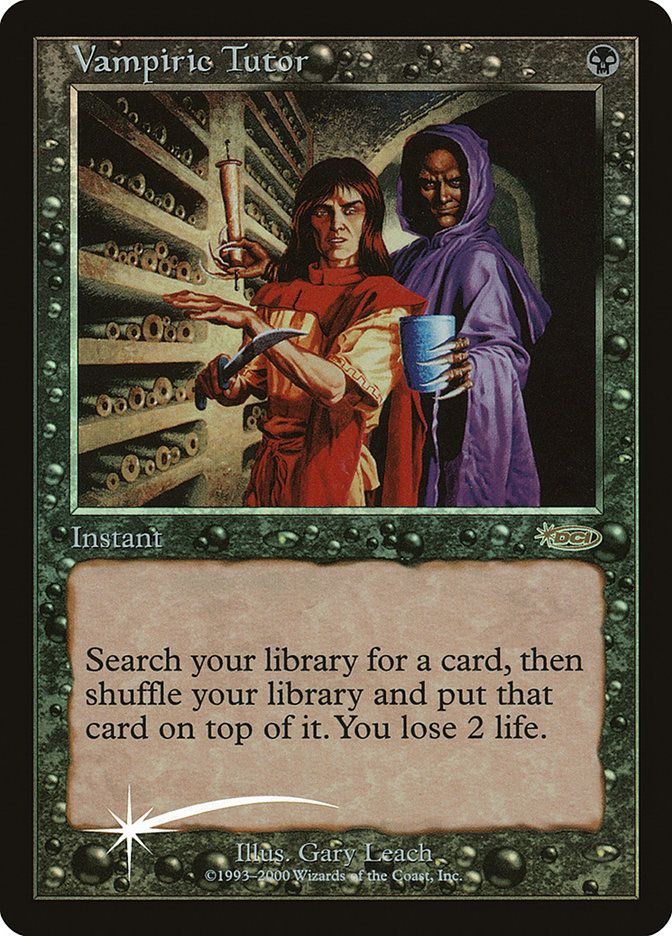 Vampiric Tutor
Instant
DCI
Search your library for a card, then
shuffle your library and put that
card on top of it. You lose 2 life.
Illus. Gary Leach
©1993–2000 Wizards of the Coast, Inc.